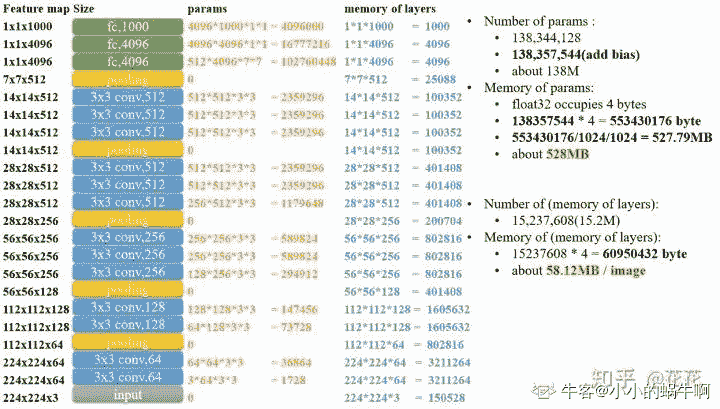 Feature map Size params memory of layers
1x1x1000 fc,1000 4096*1000*1*1 = 4096000 1*1*1000 = 1000
1x1x4096 fc,4096 4096*4096*1*1 = 16777216 1*1*4096 = 4096
1x1x4096 fc,4096 512*4096*7*7 = 102760448 1*1*4096 = 4096
7x7x512 pooling 0 7*7*512 = 25088
14x14x512 3x3 conv,512 512*512*3*3 = 2359296 14*14*512 = 100352
14x14x512 3x3 conv,512 512*512*3*3 = 2359296 14*14*512 = 100352
14x14x512 3x3 conv,512 512*512*3*3 = 2359296 14*14*512 = 100352
14x14x512 pooling 0 14*14*512 = 100352
28x28x512 3x3 conv,512 512*512*3*3 = 2359296 28*28*512 = 401408
28x28x512 3x3 conv,512 512*512*3*3 = 2359296 28*28*512 = 401408
28x28x512 3x3 conv,512 256*512*3*3 = 1179648 28*28*512 = 401408
28x28x256 pooling 0 28*28*256 = 200704
56x56x256 3x3 conv,256 256*256*3*3 = 589824 56*56*256 = 802816
56x56x256 3x3 conv,256 256*256*3*3 = 589824 56*56*256 = 802816
56x56x256 3x3 conv,256 128*256*3*3 = 294912 56*56*256 = 802816
56x56x128 pooling 0 56*56*128 = 401408
112x112x128 3x3 conv,128 128*128*3*3 = 147456 112*112*128 = 1605632
112x112x128 3x3 conv,128 64*128*3*3 = 73728 112*112*128 = 1605632
112x112x64 pooling 0 112*112*64 = 802816
224x224x64 3x3 conv,64 64*64*3*3 = 36864 224*224*64 = 3211264
224x224x64 3x3 conv,64 3*64*3*3 = 1728 224*224*64 = 3211264
224x224x3 input 0 224*224*3 = 150528
• Number of params :
• 138,344,128
• 138,357,544(add bias)
• about 138M
• Memory of params:
• float32 occupies 4 bytes
• 138357544 * 4 = 553430176 byte
• 553430176/1024/1024 = 527.79MB
• about 528MB
• Number of (memory of layers):
• 15,237,608(15.2M)
• Memory of (memory of layers):
• 15237608 * 4 = 60950432 byte
• about 58.12MB / image
知乎 @花花
牛客@小小的蜗牛啊